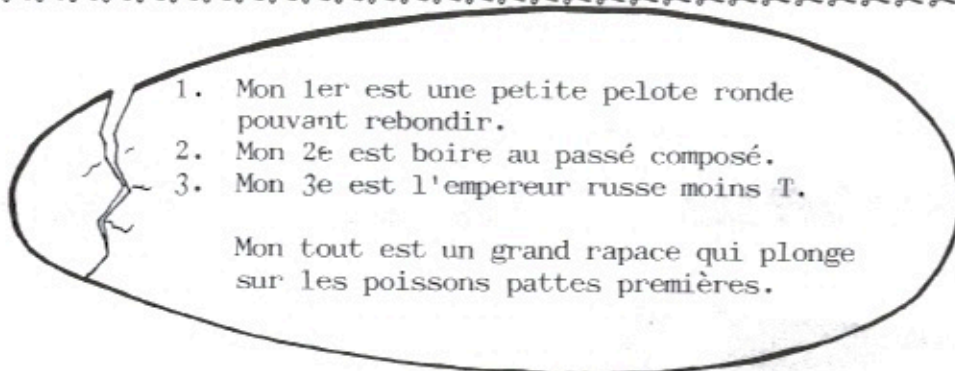 1. Mon 1er est une petite pelote ronde
pouvant rebondir.
2. Mon 2e est boire au passé composé.
3. Mon 3e est l'empereur russe moins T.
Mon tout est un grand rapace qui plonge
sur les poissons pattes premières.